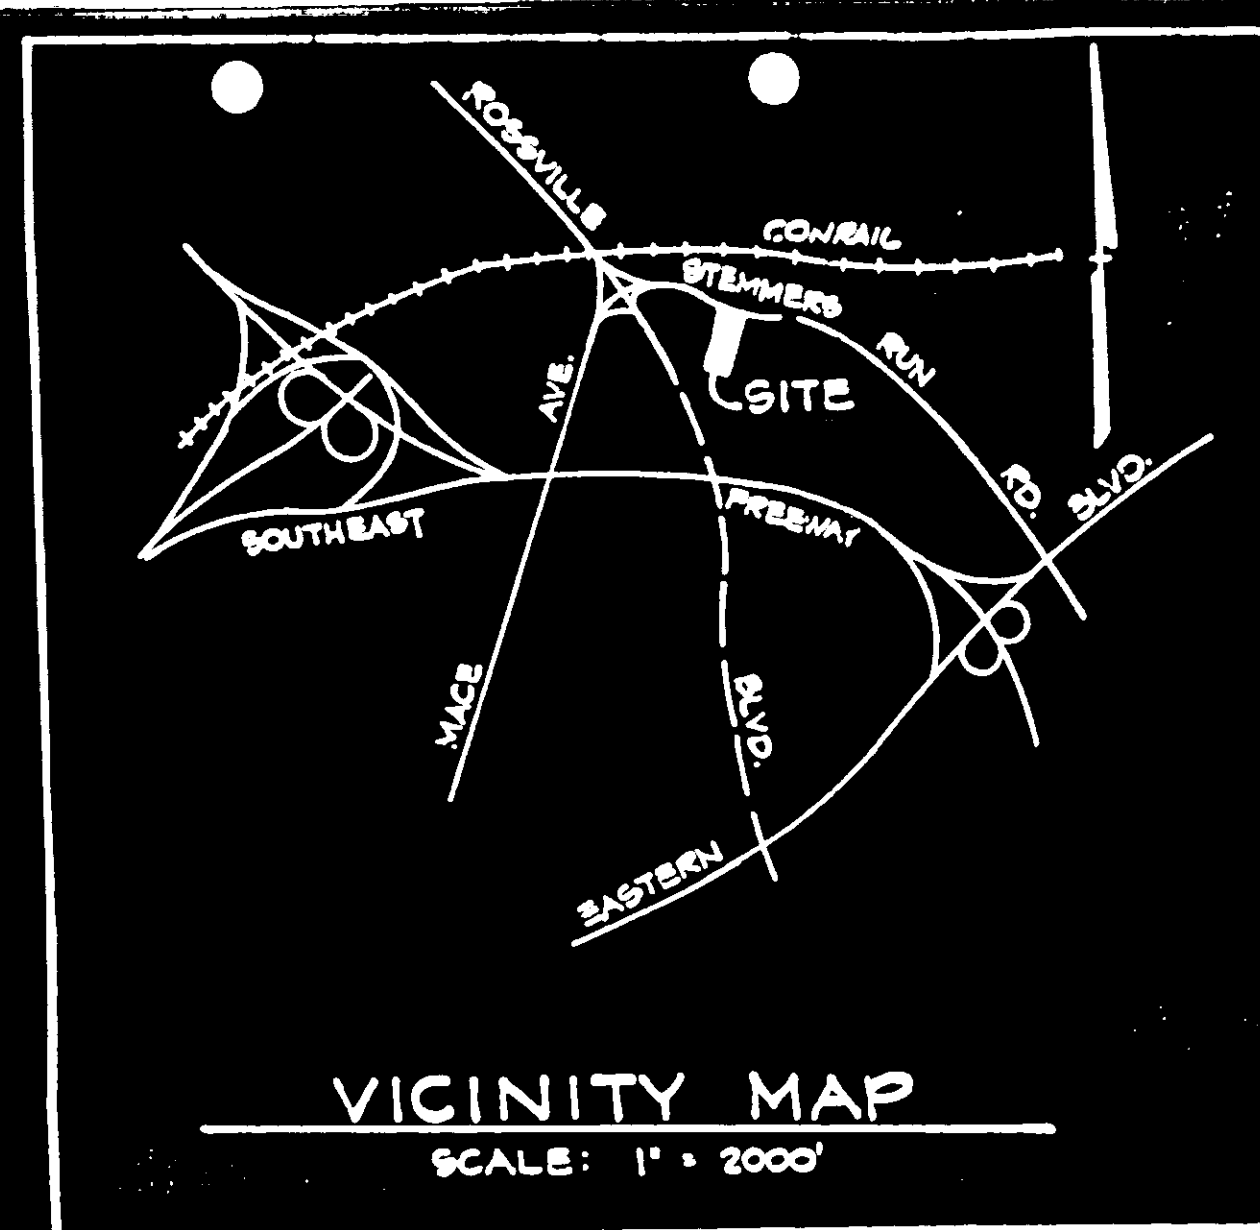 ROSSVILLE
CONRAIL
STEMMERS
RUN
AVE.
SITE
RD.
BLVD.
FREEWAY
SOUTHEAST
MACE
BLVD.
EASTERN
VICINITY MAP
SCALE: 1" = 2000'